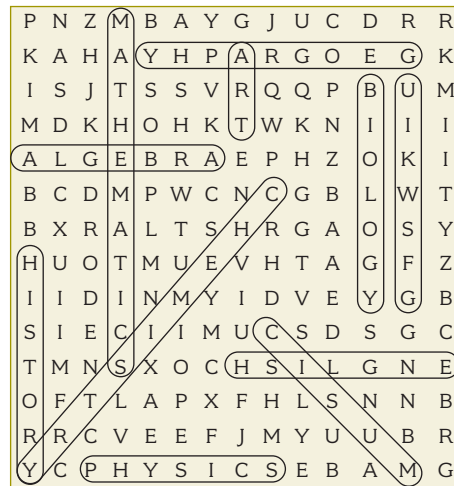 P N Z M B A Y G J U C D R R
K A H A Y H P A R G O E G K
I S J T S S V R Q Q P B U M
M D K H O H K T W K N I I I
A L G E B R A E P H Z O K I
B C D M P W C N C G B L W T
B X R A L T S H R G A O S Y
H U O T M U E V H T A G F Z
I I D I N M Y I D V E Y G B
S I E C I I M U C S D S G C
T M N S X O C H S I L G N E
O F T L A P X F H L S N N B
R R C V E E F J M Y U U B R
Y C P H Y S I C S E B A M G